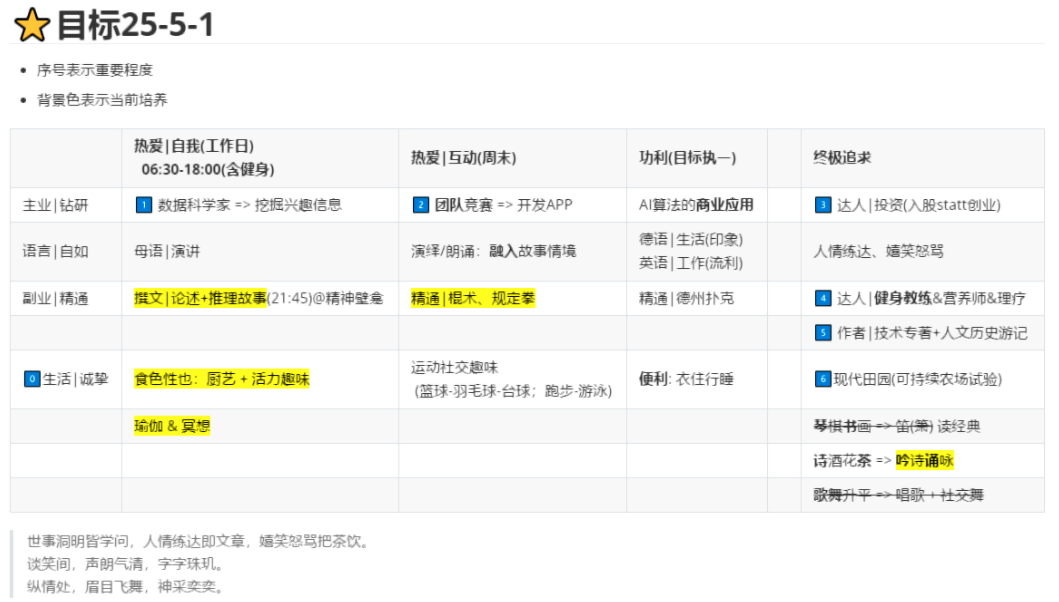 ⭐目标25-5-1
序号表示重要程度
背景色表示当前培养
热爱|自我(工作日)
06:30-18:00(含健身)
热爱|互动(周末)
功利(目标执一)
终极追求
主业|钻研
1 数据科学家 => 挖掘兴趣信息
2 团队竞赛 => 开发APP
AI算法的商业应用
3 达人|投资(入股statt创业)
语言|自如
母语|演讲
演绎/朗诵：融入故事情境
德语|生活(印象)
英语|工作(流利)
人情练达、嬉笑怒骂
副业|精通
撰文|论述+推理故事(21:45)@精神壁龛
精通|棍术、规定拳
精通|德州扑克
4 达人|健身教练&营养师&理疗
5 作者|技术专著+人文历史游记
0 生活|诚挚
食色性也：厨艺 + 活力趣味
运动社交趣味
(篮球-羽毛球-台球；跑步-游泳)
便利: 衣住行睡
6 现代田园(可持续农场试验)
瑜伽 & 冥想
琴棋书画 => 笛(箫) 读经典
诗酒花茶 => 吟诗诵咏
歌舞升平 => 唱歌 + 社交舞
世事洞明皆学问，人情练达即文章，嬉笑怒骂把茶饮。
谈笑间，声朗气清，字字珠玑。
纵情处，眉目飞舞，神采奕奕。